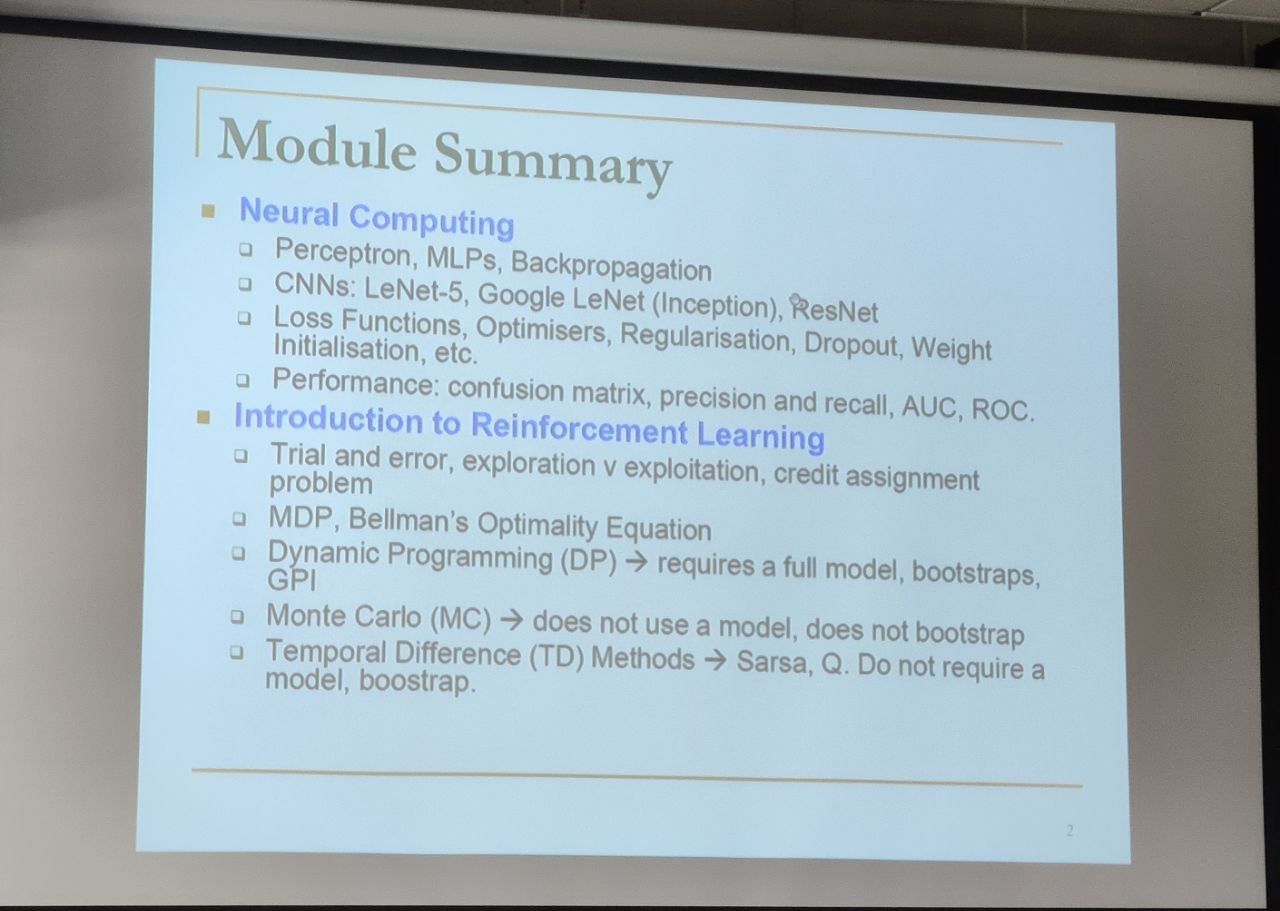 Module Summary
Neural Computing
Perceptron, MLPs, Backpropagation
CNNs: LeNet-5, Google LeNet (Inception), ResNet
Loss Functions, Optimisers, Regularisation, Dropout, Weight
Initialisation, etc.
Performance: confusion matrix, precision and recall, AUC, ROC.
Introduction to Reinforcement Learning
Trial and error, exploration v exploitation, credit assignment
problem
MDP, Bellman's Optimality Equation
Dynamic Programming (DP) → requires a full model, bootstraps,
GPI
Monte Carlo (MC) → does not use a model, does not bootstrap
Temporal Difference (TD) Methods → Sarsa, Q. Do not require a
model, boostrap.
2